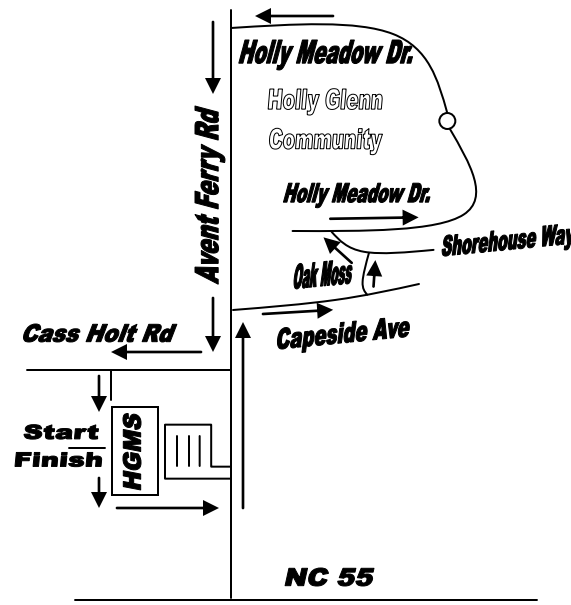 Holly Meadow Dr.
Holly Glenn
Community
Avent Ferry Rd
Holly Meadow Dr.
Shorehouse Way
Oak Moss
Cass Holt Rd
Capeside Ave
Start
Finish
HGMS
NC 55